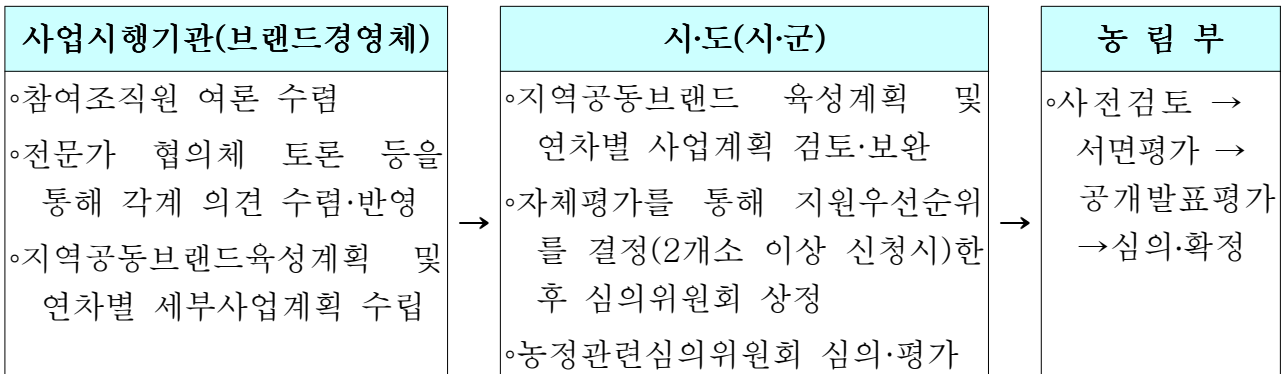 사업시행기관(브랜드경영체)
◦참여조직원 여론 수렴
◦전문가 협의체 토론 등을
통해 각계 의견 수렴·반영
◦지역공동브랜드육성계획 및
연차별 세부사업계획 수립
→
시·도(시·군)
◦지역공동브랜드 육성계획 및
연차별 사업계획 검토·보완
◦자체평가를 통해 지원우선순위
를 결정(2개소 이상 신청시)한
후 심의위원회 상정
◦농정관련심의위원회 심의·평가
→
농 림 부
◦사전검토 →
서면평가 →
공개발표평가
→심의·확정